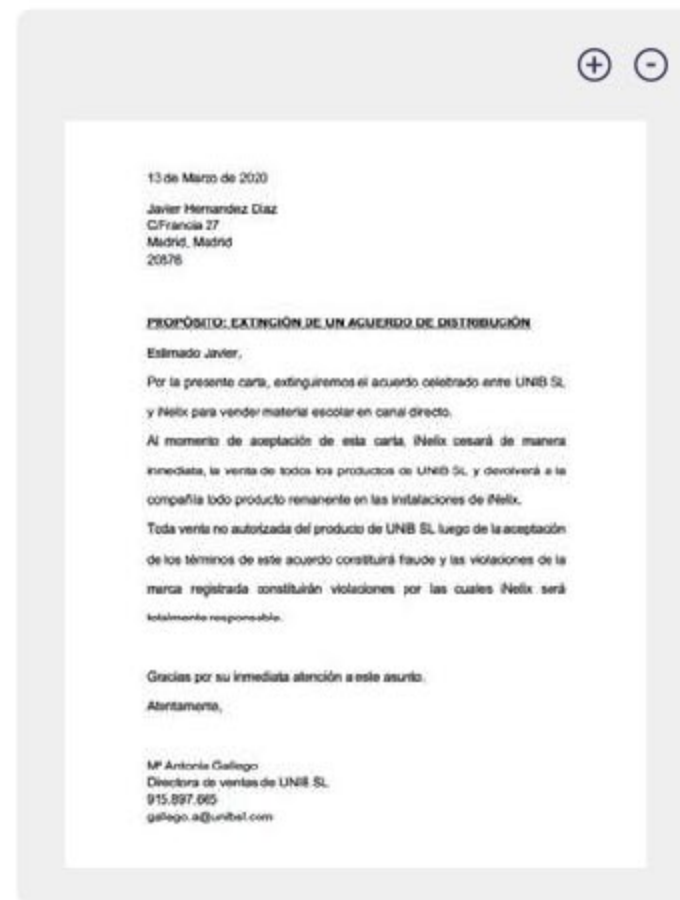 13 de Marzo de 2020
Javier Hernandez Diaz
C/Francia 27
Madrid, Madrid
20876
PROPÓSITO: EXTINCIÓN DE UN ACUERDO DE DISTRIBUCIÓN
Estimado Javier,
Por la presente carta, extinguiremos el acuerdo celebrado entre UNIB SL
y iNelix para vender material escolar en canal directo.
Al momento de aceptación de esta carta, iNelix cesará de manera
inmediata, la venta de todos los productos de UNIB SL y devolverá a la
compañía todo producto remanente en las instalaciones de iNelix.
Toda venta no autorizada del producto de UNIB SL luego de la aceptación
de los términos de este acuerdo constituirá fraude y las violaciones de la
marca registrada constituirán violaciones por las cuales iNelix será
totalmente responsable.
Gracias por su inmediata atención a este asunto.
Atentamente,
Mª Antonia Gallego
Directora de ventas de UNIB SL
915.897.665
gallego.a@unibsl.com